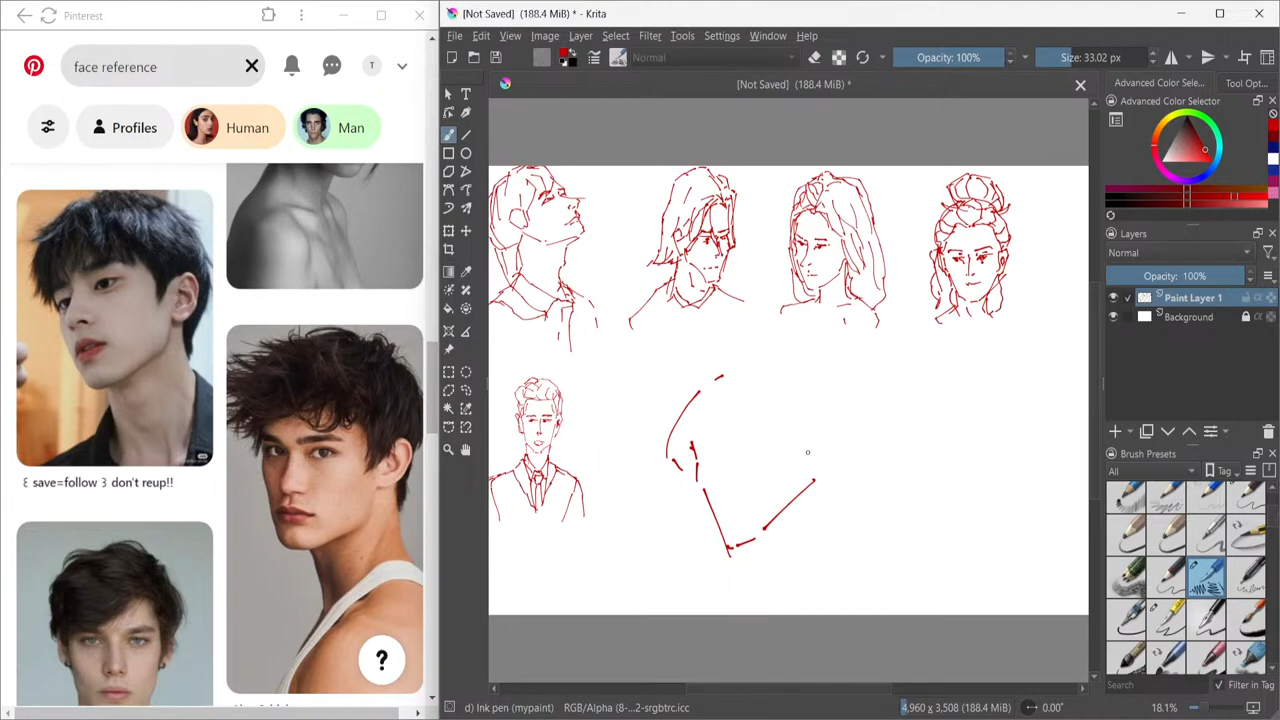 Pinterest
face reference
T
Profiles
Human
Man
꒰ save=follow ꒱ don't reup!!
?
[Not Saved] (188.4 MiB) * - Krita
File Edit View Image Layer Select Filter Tools Settings Window Help
Normal
Opacity: 100%
Size: 33.02 px
[Not Saved] (188.4 MiB) *
Advanced Color Sele...
Tool Opt...
Advanced Color Selector
Layers
Normal
Opacity: 100%
Paint Layer 1
Background
Brush Presets
All
Tag
Search
Filter in Tag
d) Ink pen (mypaint)
RGB/Alpha (8-...2-srgbtrc.icc
4,960 x 3,508 (188.4 MiB)
0.00°
18.1%